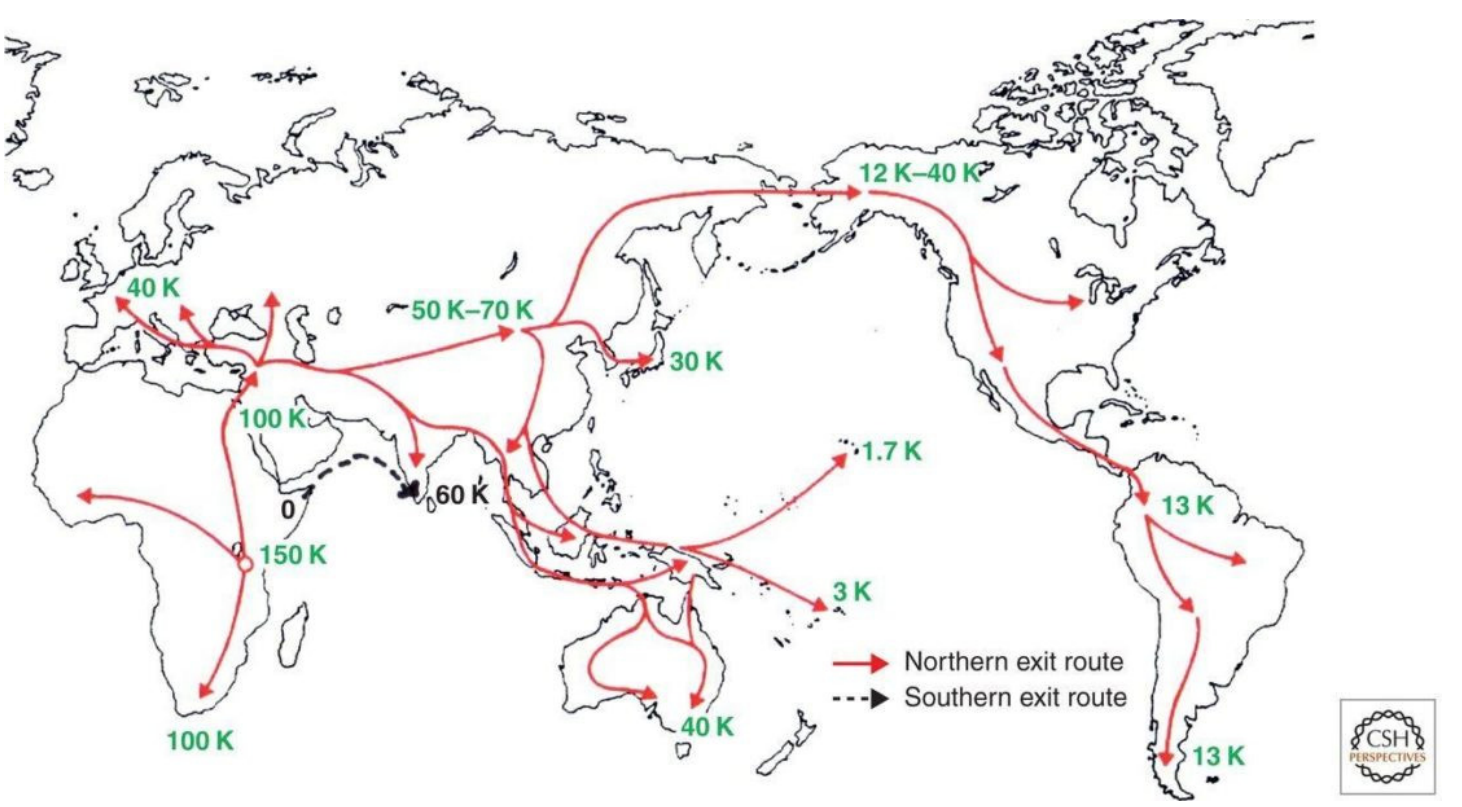 12 K–40 K
40 K
50 K–70 K
30 K
100 K
1.7 K
60 K
0
13 K
150 K
3 K
Northern exit route
Southern exit route
40 K
100 K
13 K
CSH
PERSPECTIVES